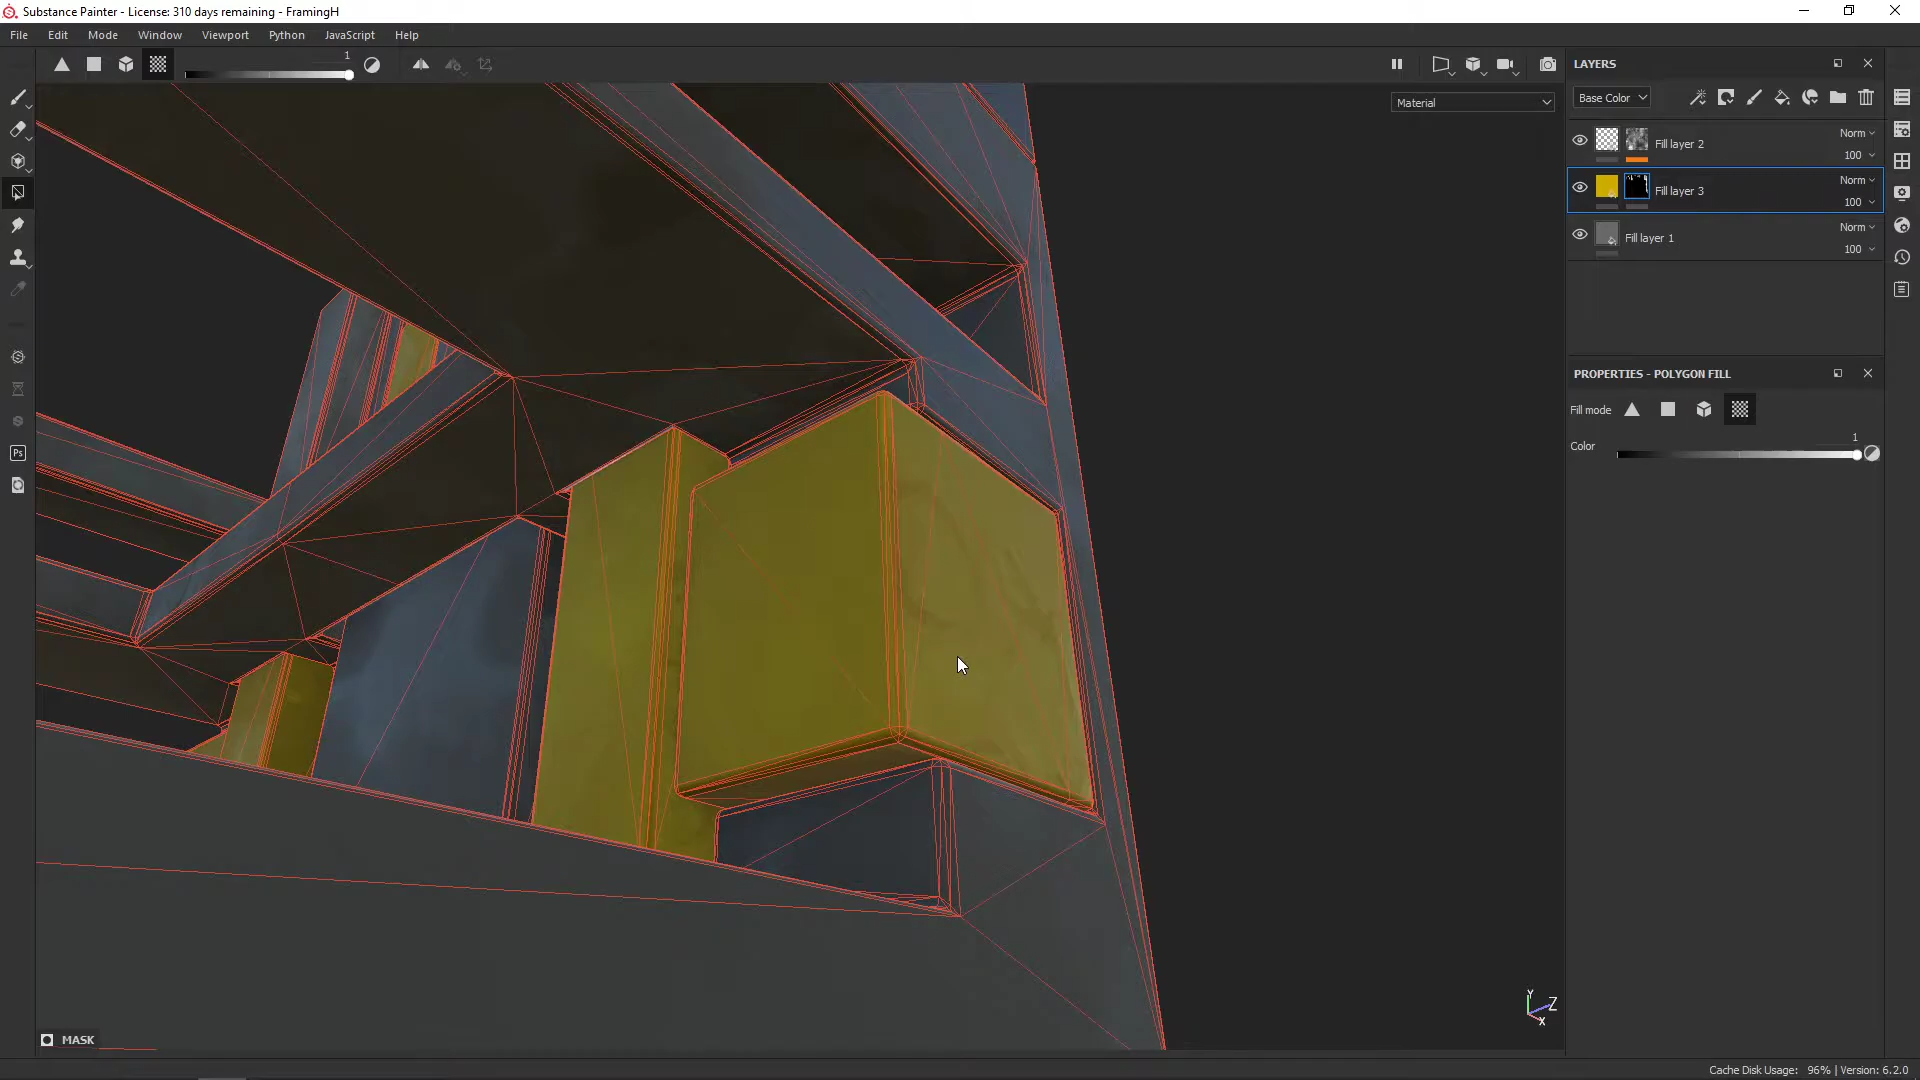 Substance Painter - License: 310 days remaining - FramingH
File Edit Mode Window Viewport Python JavaScript Help
1
Material
LAYERS
Base Color
Fill layer 2
Norm
100
Fill layer 3
Norm
100
Fill layer 1
Norm
100
PROPERTIES - POLYGON FILL
Fill mode
Color
1
Ps
Y
Z
X
MASK
Cache Disk Usage: 96% | Version: 6.2.0